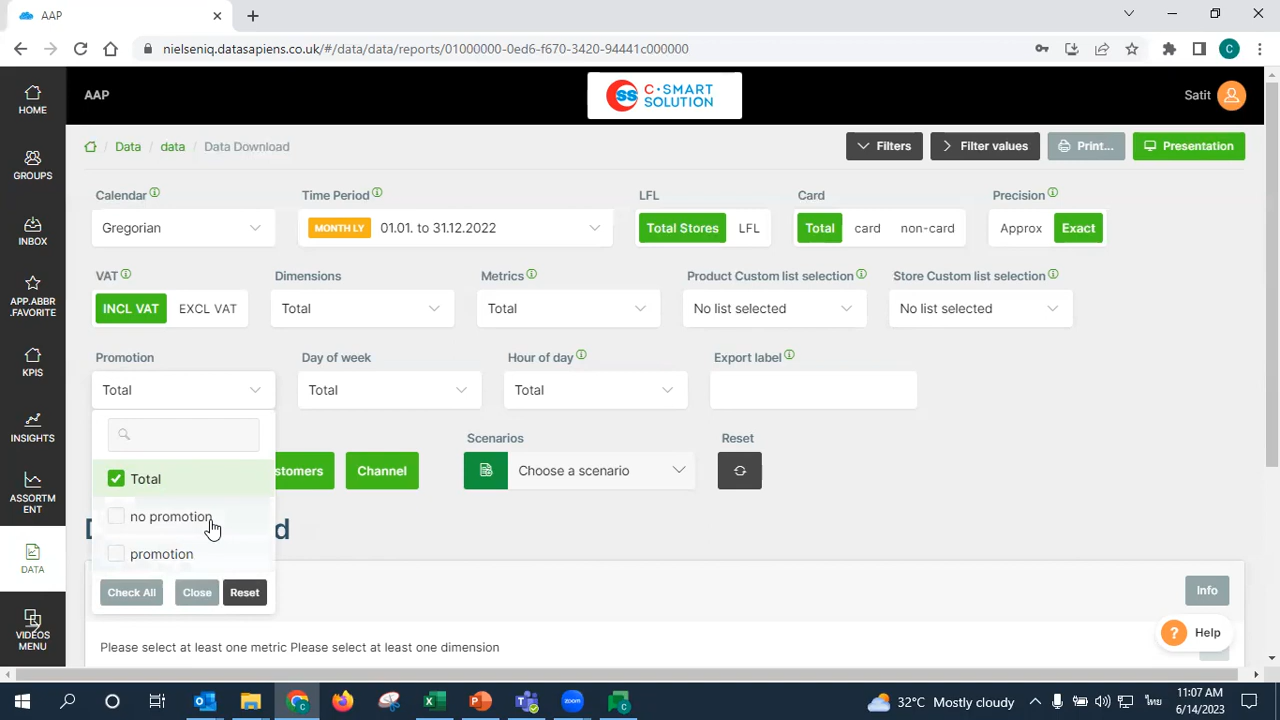 AAP
nielseniq.datasapiens.co.uk/#/data/data/reports/01000000-0ed6-f670-3420-94441c000000
C
HOME
AAP
SS C·SMART SOLUTION
Satit
Data / data / Data Download
Filters
Filter values
Print...
Presentation
GROUPS
Calendar
Time Period
LFL
Card
Precision
Gregorian
MONTHLY 01.01. to 31.12.2022
Total Stores LFL
Total card non-card
Approx Exact
INBOX
VAT
Dimensions
Metrics
Product Custom list selection
Store Custom list selection
INCL VAT EXCL VAT
Total
Total
No list selected
No list selected
APP.ABBR
.FAVORITE
KPIS
Promotion
Day of week
Hour of day
Export label
Total
Total
Total
INSIGHTS
Scenarios
Reset
stomers
Channel
Choose a scenario
Total
ASSORTM
ENT
no promotion
D
d
promotion
DATA
Check All
Close
Reset
Info
VIDEOS
MENU
? Help
Please select at least one metric Please select at least one dimension
32°C Mostly cloudy
ไทย
11:07 AM
6/14/2023